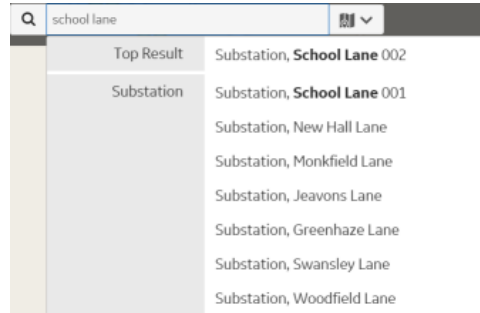 school lane
Top Result Substation, School Lane 002
Substation Substation, School Lane 001
Substation, New Hall Lane
Substation, Monkfield Lane
Substation, Jeavons Lane
Substation, Greenhaze Lane
Substation, Swansley Lane
Substation, Woodfield Lane